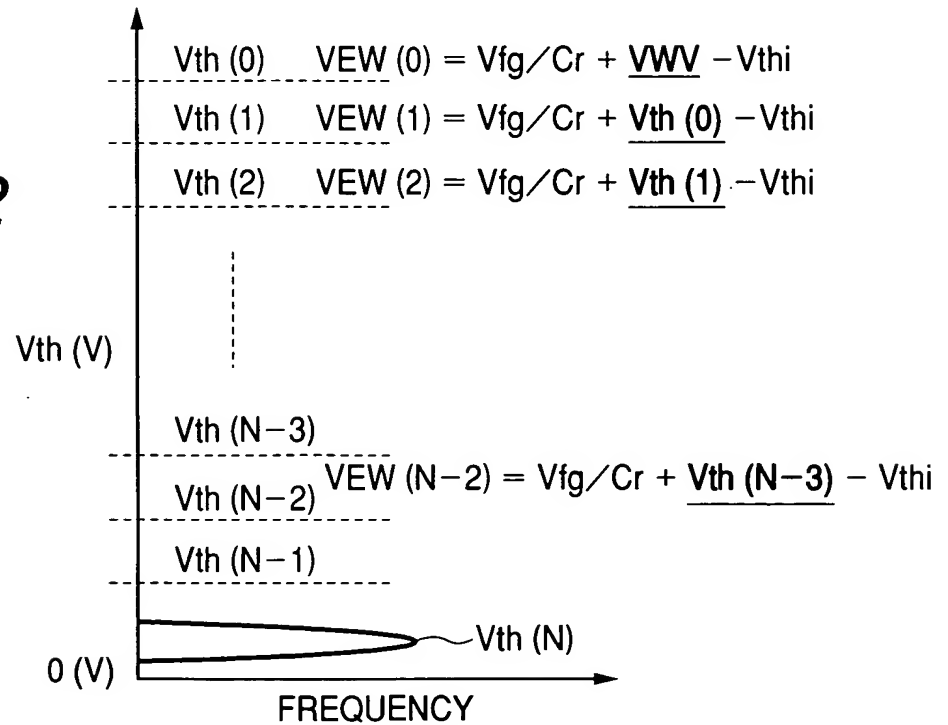 Vth (0) VEW (0) = Vfg/Cr + VWV - Vthi
Vth (1) VEW (1) = Vfg/Cr + Vth (0) - Vthi
Vth (2) VEW (2) = Vfg/Cr + Vth (1) - Vthi
Vth (V)
Vth (N-3)
VEW (N-2) = Vfg/Cr + Vth (N-3) - Vthi
Vth (N-2)
Vth (N-1)
Vth (N)
0 (V)
FREQUENCY